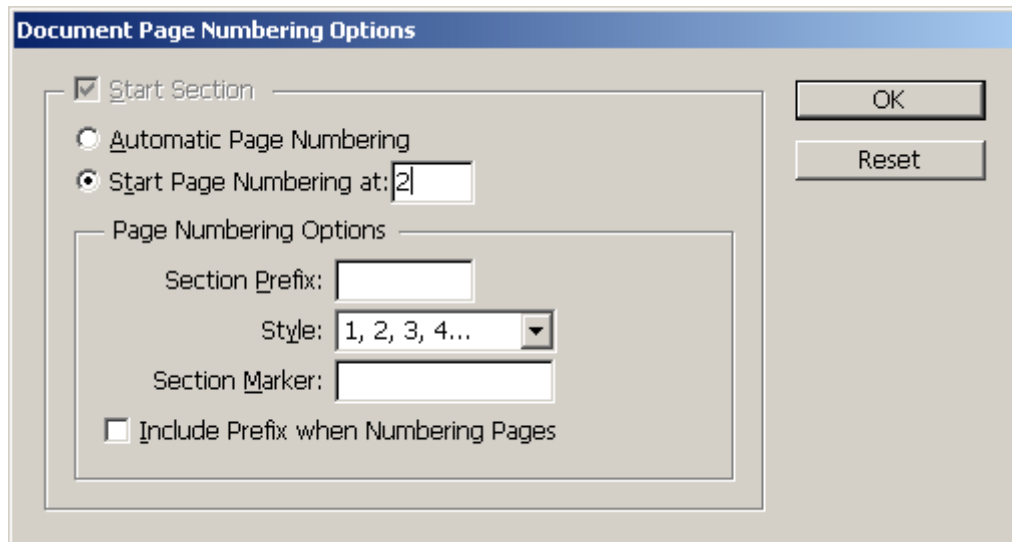 Document Page Numbering Options
Start Section
OK
Automatic Page Numbering
Reset
Start Page Numbering at: 2
Page Numbering Options
Section Prefix:
Style: 1, 2, 3, 4...
Section Marker:
Include Prefix when Numbering Pages